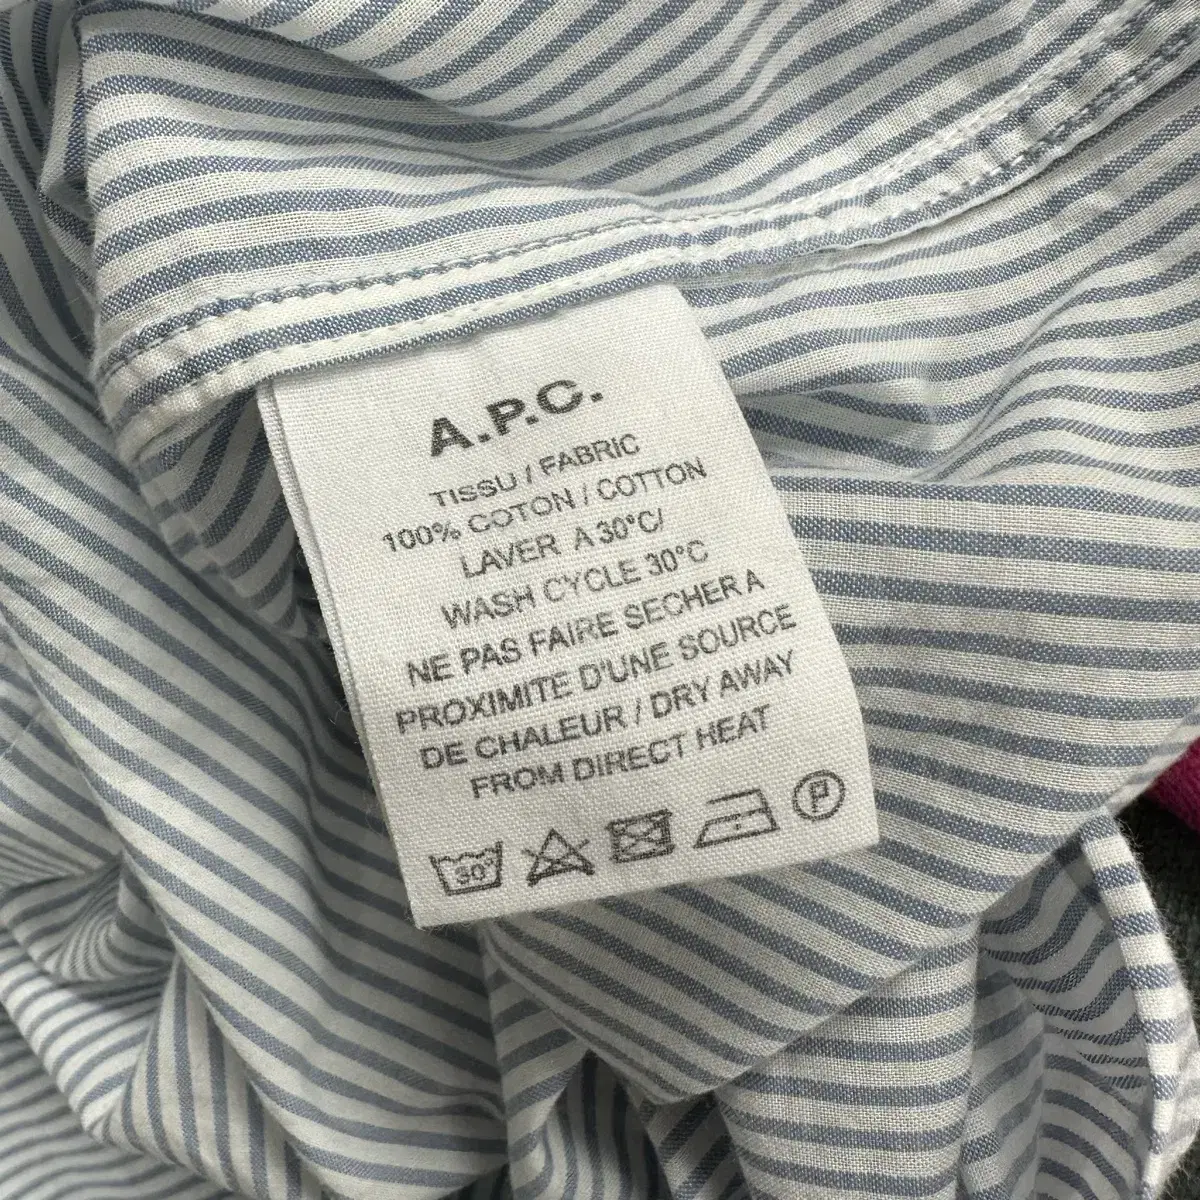 A.P.C.
TISSU / FABRIC
100% COTON / COTTON
LAVER A 30°C/
WASH CYCLE 30°C
NE PAS FAIRE SECHER A
PROXIMITE D'UNE SOURCE
DE CHALEUR / DRY AWAY
FROM DIRECT HEAT
30° P